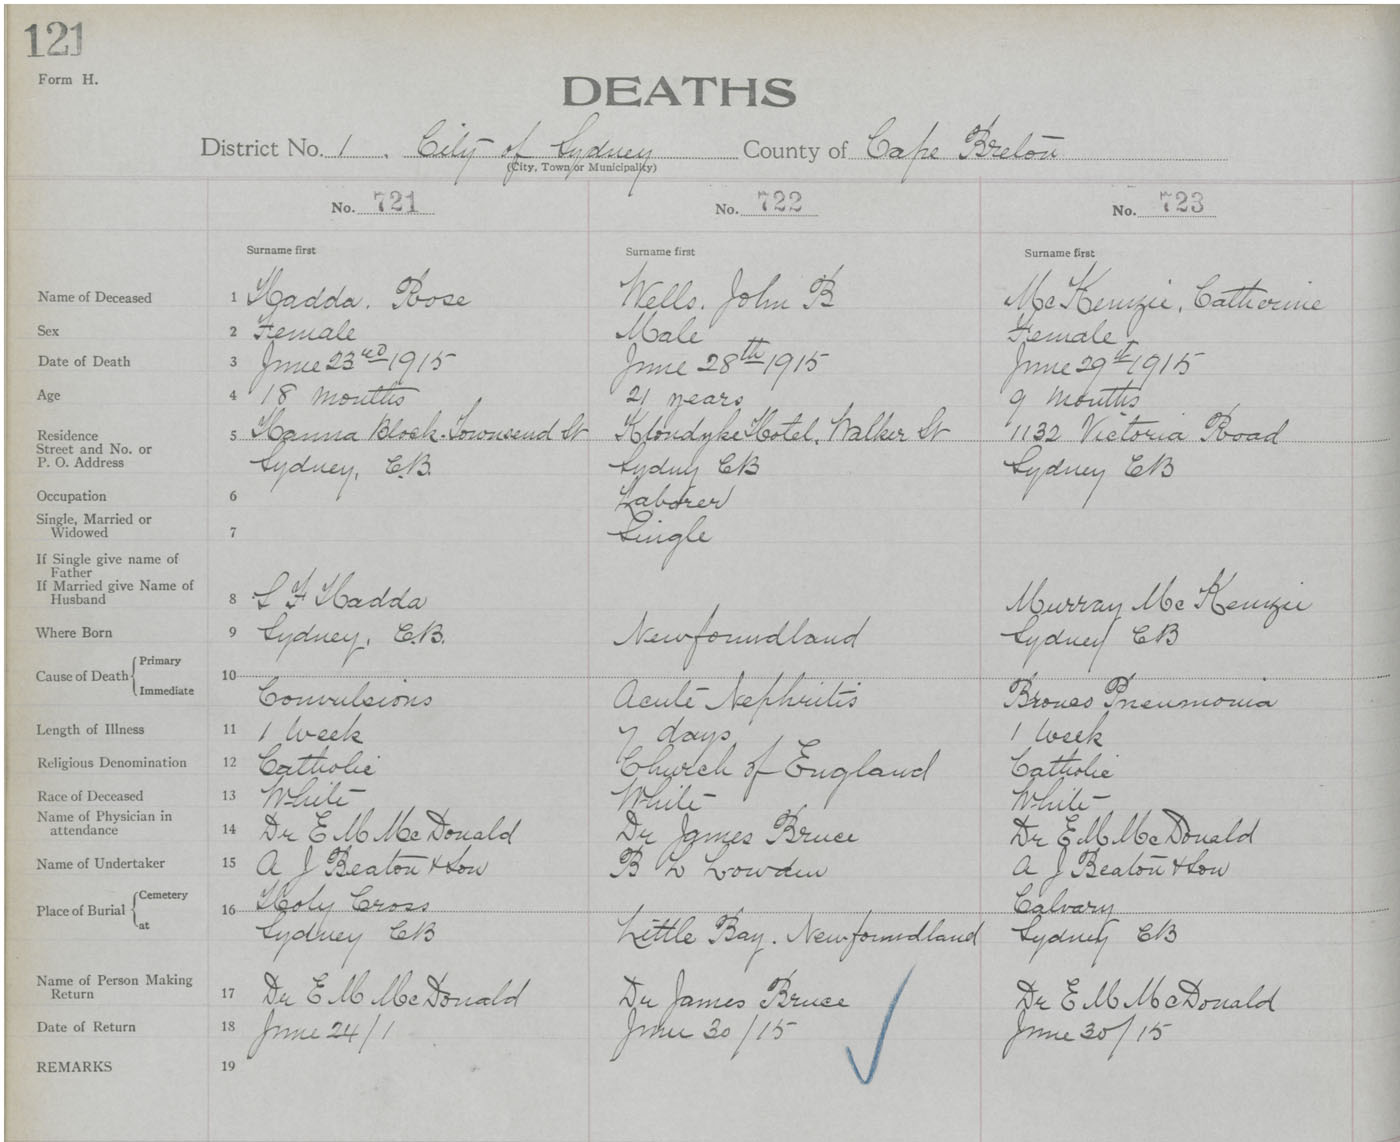 121
Form H.
DEATHS
District No. 1. City of Sydney County of Cape Breton
(City, Town or Municipality)
No. 721 No. 722 No. 723
Surname first Surname first Surname first
Name of Deceased 1 Hadda. Rose Wells. John B McKenzie, Catherine
Sex 2 Female Male Female
Date of Death 3 June 23rd 1915 June 28th 1915 June 29th 1915
Age 4 18 months 21 years 9 months
Residence Street and No. or P. O. Address 5 Hanna Block. Townsend St Klondyke Hotel, Walker St 1132 Victoria Road
Sydney, C.B. Sydny CB Sydney CB
Occupation 6 Laborer
Single, Married or Widowed 7 Single
If Single give name of Father
If Married give Name of Husband 8 S F Hadda Murray McKenzie
Where Born 9 Sydney, C.B. Newfoundland Sydney CB
Cause of Death Primary 10
Immediate Convulsions Acute Nephritis Pneumonia
Length of Illness 11 1 Week 7 days 1 Week
Religious Denomination 12 Catholic Church of England Catholic
Race of Deceased 13 White White White
Name of Physician in attendance 14 Dr E M McDonald Dr James Bruce Dr E M McDonald
Name of Undertaker 15 A J Beaton & Son B L Lowden A J Beaton & Son
Place of Burial Cemetery 16 Holy Cross Calvary
at Sydney CB Little Bay. Newfoundland Sydney CB
Name of Person Making Return 17 Dr E M McDonald Dr James Bruce Dr E M McDonald
Date of Return 18 June 24/1 June 30/15 June 30/15
REMARKS 19